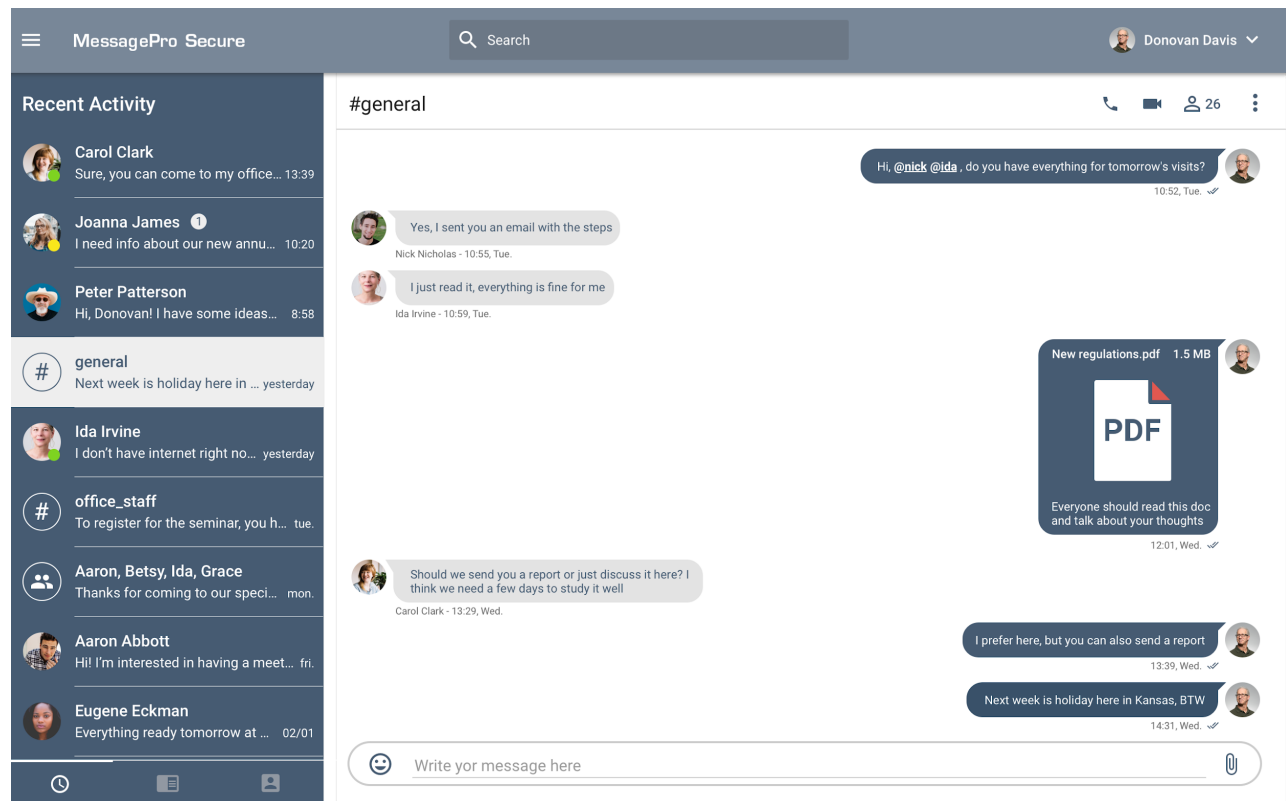 MessagePro Secure
Search
Donovan Davis
Recent Activity
Carol Clark
Sure, you can come to my office... 13:39
Joanna James 1
I need info about our new annu... 10:20
Peter Patterson
Hi, Donovan! I have some ideas... 8:58
# general
Next week is holiday here in ... yesterday
Ida Irvine
I don't have internet right no... yesterday
# office_staff
To register for the seminar, you h... tue.
Aaron, Betsy, Ida, Grace
Thanks for coming to our speci... mon.
Aaron Abbott
Hi! I'm interested in having a meet... fri.
Eugene Eckman
Everything ready tomorrow at ... 02/01
#general
26
Hi, @nick @ida , do you have everything for tomorrow's visits?
10:52, Tue.
Yes, I sent you an email with the steps
Nick Nicholas - 10:55, Tue.
I just read it, everything is fine for me
Ida Irvine - 10:59, Tue.
New regulations.pdf 1.5 MB
PDF
Everyone should read this doc
and talk about your thoughts
12:01, Wed.
Should we send you a report or just discuss it here? I
think we need a few days to study it well
Carol Clark - 13:29, Wed.
I prefer here, but you can also send a report
13:39, Wed.
Next week is holiday here in Kansas, BTW
14:31, Wed.
Write yor message here